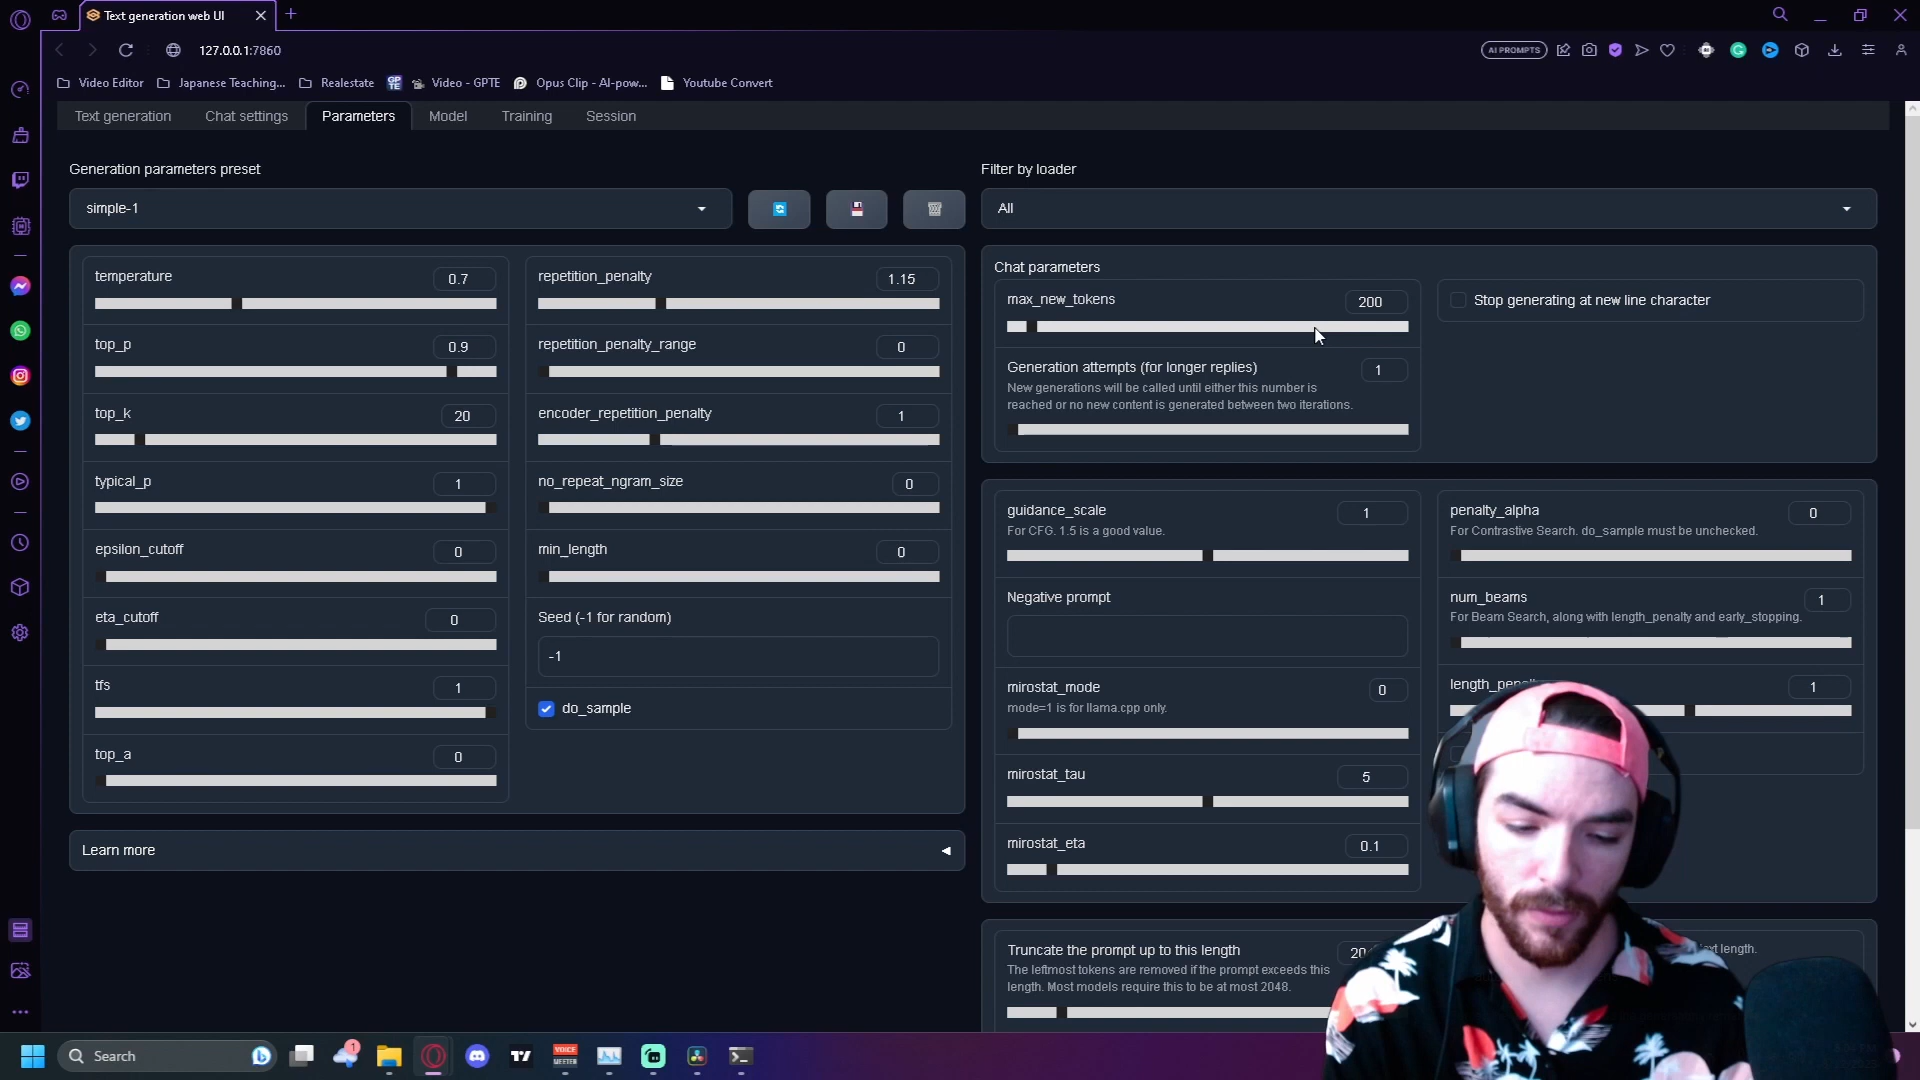 Text generation web UI
127.0.0.1:7860
AI PROMPTS
Video Editor
Japanese Teaching...
Realestate
GP
TE
Video - GPTE
Opus Clip - AI-pow...
Youtube Convert
Text generation
Chat settings
Parameters
Model
Training
Session
Generation parameters preset
simple-1
Filter by loader
All
temperature
0.7
top_p
0.9
top_k
20
typical_p
1
epsilon_cutoff
0
eta_cutoff
0
tfs
1
top_a
0
repetition_penalty
1.15
repetition_penalty_range
0
encoder_repetition_penalty
1
no_repeat_ngram_size
0
min_length
0
Seed (-1 for random)
-1
do_sample
Learn more
Chat parameters
max_new_tokens
200
Generation attempts (for longer replies)
1
New generations will be called until either this number is
reached or no new content is generated between two iterations.
Stop generating at new line character
guidance_scale
1
For CFG. 1.5 is a good value.
Negative prompt
mirostat_mode
0
mode=1 is for llama.cpp only.
mirostat_tau
5
mirostat_eta
0.1
penalty_alpha
0
For Contrastive Search. do_sample must be unchecked.
num_beams
1
For Beam Search, along with length_penalty and early_stopping.
1
Truncate the prompt up to this length
20
The leftmost tokens are removed if the prompt exceeds this
length. Most models require this to be at most 2048.
length.
Search
1
VOICE
MEETER